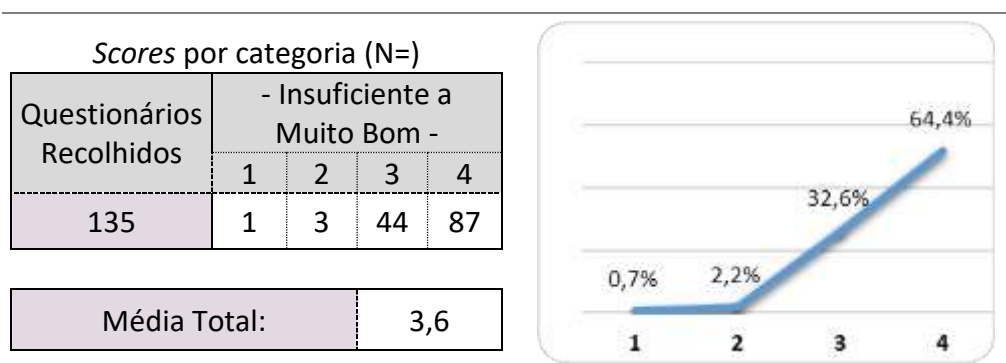 Scores por categoria (N=)
Questionários
Recolhidos
- Insuficiente a
Muito Bom -
1 2 3 4
135 1 3 44 87
Média Total: 3,6
64,4%
32,6%
0,7% 2,2%
1 2 3 4